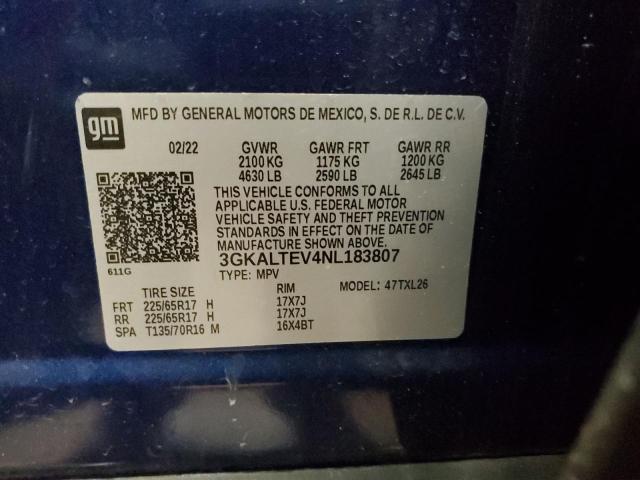 gm
MFD BY GENERAL MOTORS DE MEXICO, S. DE R.L. DE C.V.
02/22 GVWR GAWR FRT GAWR RR
2100 KG 1175 KG 1200 KG
4630 LB 2590 LB 2645 LB
THIS VEHICLE CONFORMS TO ALL
APPLICABLE U.S. FEDERAL MOTOR
VEHICLE SAFETY AND THEFT PREVENTION
STANDARDS IN EFFECT ON THE DATE OF
MANUFACTURE SHOWN ABOVE.
611G 3GKALTEV4NL183807
TYPE: MPV
TIRE SIZE RIM MODEL: 47TXL26
FRT 225/65R17 H 17X7J
RR 225/65R17 H 17X7J
SPA T135/70R16 M 16X4BT